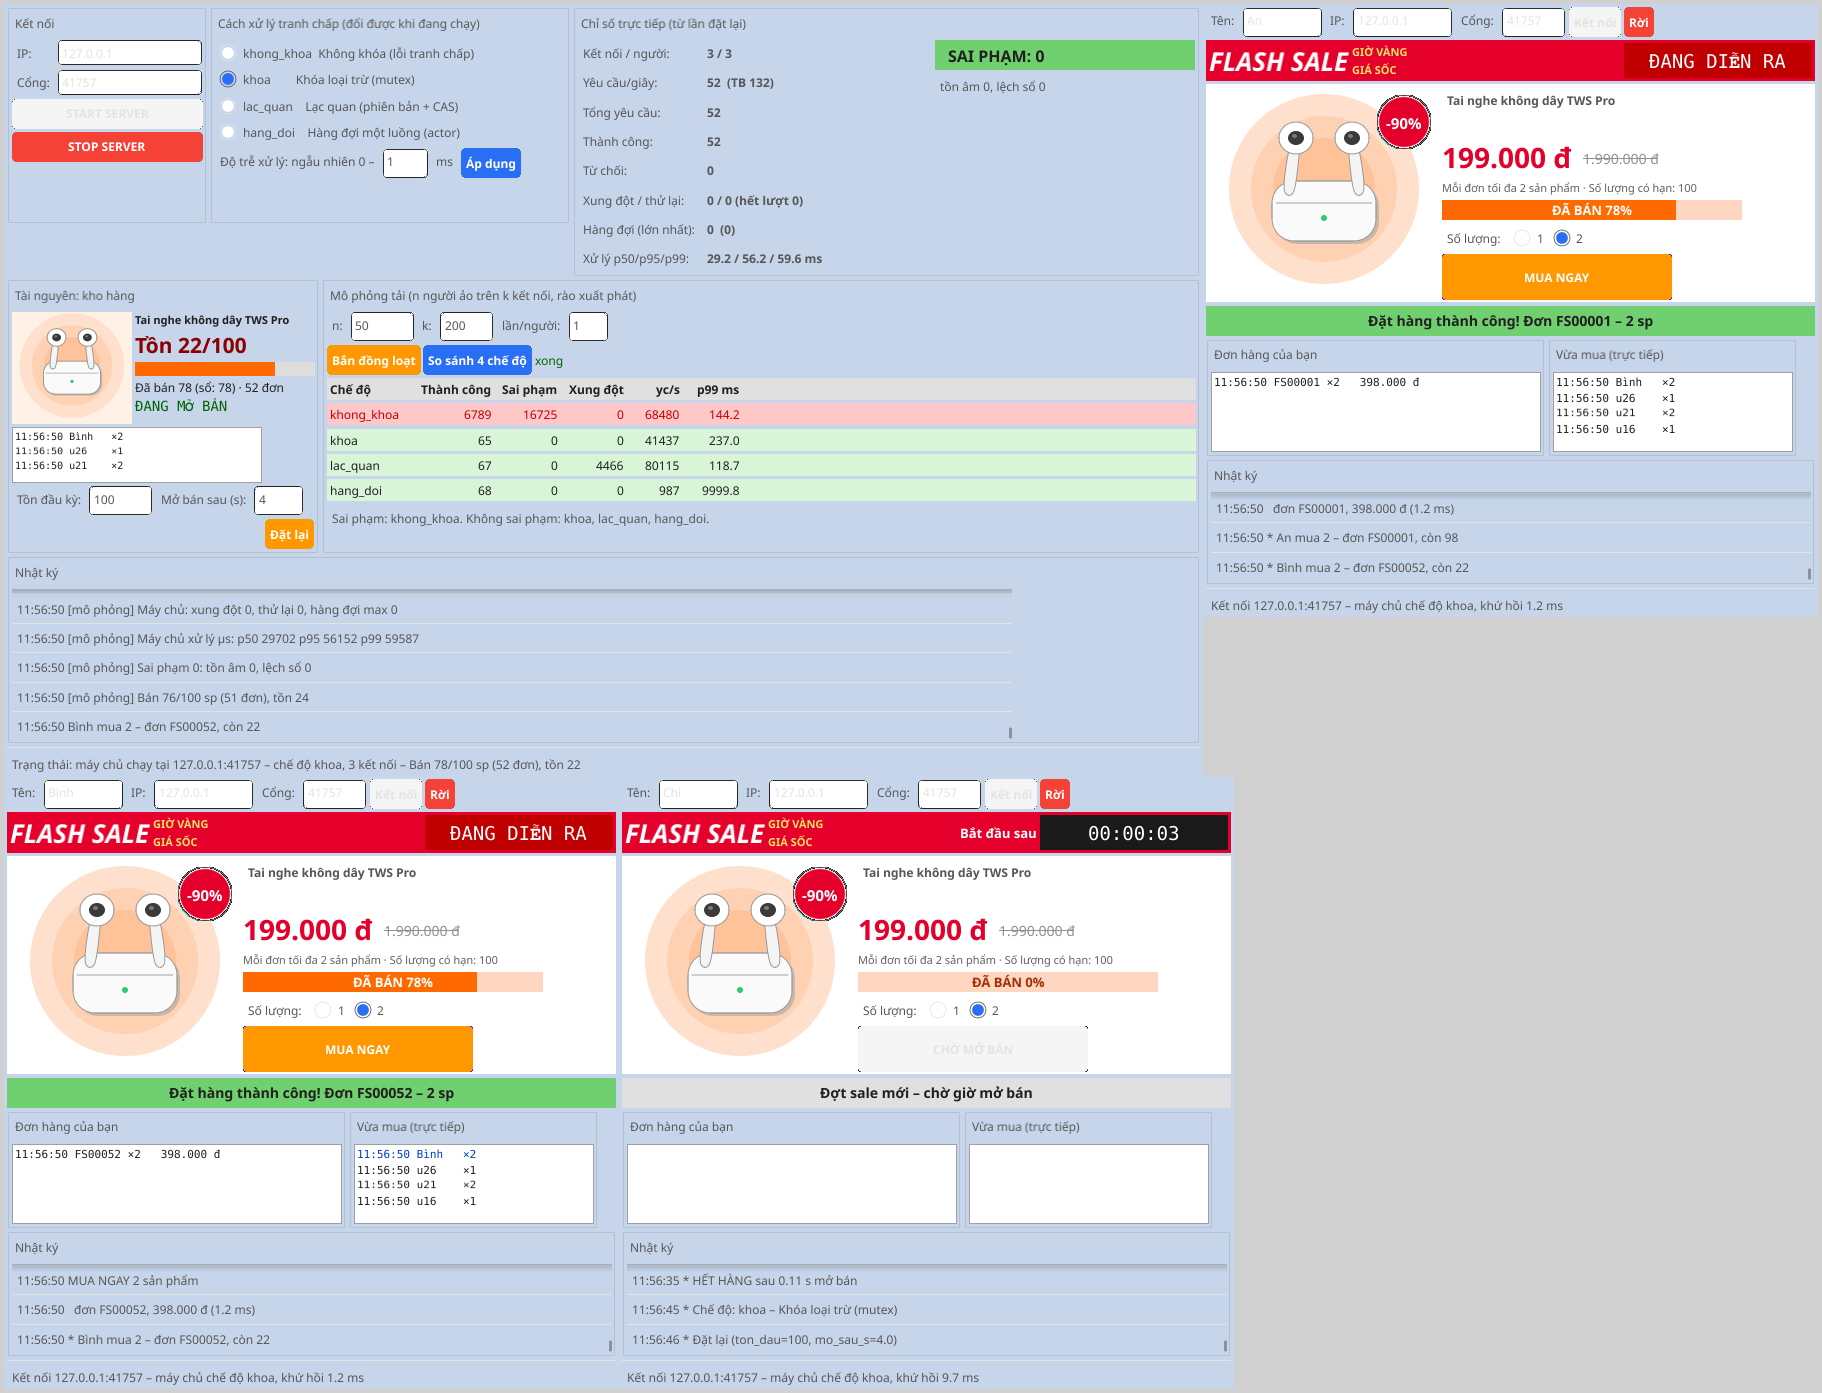 Kết nối
IP: 127.0.0.1
Cổng: 41757
START SERVER
STOP SERVER
Cách xử lý tranh chấp (đổi được khi đang chạy)
khong_khoa Không khóa (lỗi tranh chấp)
khoa Khóa loại trừ (mutex)
lac_quan Lạc quan (phiên bản + CAS)
hang_doi Hàng đợi một luồng (actor)
Độ trễ xử lý: ngẫu nhiên 0 – 1 ms Áp dụng
Chỉ số trực tiếp (từ lần đặt lại)
Kết nối / người: 3 / 3
Yêu cầu/giây: 52 (TB 132)
Tổng yêu cầu: 52
Thành công: 52
Từ chối: 0
Xung đột / thử lại: 0 / 0 (hết lượt 0)
Hàng đợi (lớn nhất): 0 (0)
Xử lý p50/p95/p99: 29.2 / 56.2 / 59.6 ms
SAI PHẠM: 0
tồn âm 0, lệch sổ 0
Tài nguyên: kho hàng
Tai nghe không dây TWS Pro
Tồn 22/100
Đã bán 78 (sổ: 78) · 52 đơn
ĐANG MỞ BÁN
11:56:50 Bình ×2
11:56:50 u26 ×1
11:56:50 u21 ×2
Tồn đầu kỳ: 100 Mở bán sau (s): 4
Đặt lại
Mô phỏng tải (n người ảo trên k kết nối, rào xuất phát)
n: 50 k: 200 lần/người: 1
Bắn đồng loạt So sánh 4 chế độ xong
Chế độ Thành công Sai phạm Xung đột yc/s p99 ms
khong_khoa 6789 16725 0 68480 144.2
khoa 65 0 0 41437 237.0
lac_quan 67 0 4466 80115 118.7
hang_doi 68 0 0 987 9999.8
Sai phạm: khong_khoa. Không sai phạm: khoa, lac_quan, hang_doi.
Nhật ký
11:56:50 [mô phỏng] Máy chủ: xung đột 0, thử lại 0, hàng đợi max 0
11:56:50 [mô phỏng] Máy chủ xử lý µs: p50 29702 p95 56152 p99 59587
11:56:50 [mô phỏng] Sai phạm 0: tồn âm 0, lệch sổ 0
11:56:50 [mô phỏng] Bán 76/100 sp (51 đơn), tồn 24
11:56:50 Bình mua 2 – đơn FS00052, còn 22
Trạng thái: máy chủ chạy tại 127.0.0.1:41757 – chế độ khoa, 3 kết nối – Bán 78/100 sp (52 đơn), tồn 22
Tên: An IP: 127.0.0.1 Cổng: 41757 Kết nối Rời
FLASH SALE GIỜ VÀNG
GIÁ SỐC
ĐANG DIỄN RA
-90%
Tai nghe không dây TWS Pro
199.000 đ 1.990.000 đ
Mỗi đơn tối đa 2 sản phẩm · Số lượng có hạn: 100
ĐÃ BÁN 78%
Số lượng: 1 2
MUA NGAY
Đặt hàng thành công! Đơn FS00001 – 2 sp
Đơn hàng của bạn
11:56:50 FS00001 ×2 398.000 đ
Vừa mua (trực tiếp)
11:56:50 Bình ×2
11:56:50 u26 ×1
11:56:50 u21 ×2
11:56:50 u16 ×1
Nhật ký
11:56:50 đơn FS00001, 398.000 đ (1.2 ms)
11:56:50 * An mua 2 – đơn FS00001, còn 98
11:56:50 * Bình mua 2 – đơn FS00052, còn 22
Kết nối 127.0.0.1:41757 – máy chủ chế độ khoa, khứ hồi 1.2 ms
Tên: Bình IP: 127.0.0.1 Cổng: 41757 Kết nối Rời
FLASH SALE GIỜ VÀNG
GIÁ SỐC
ĐANG DIỄN RA
-90%
Tai nghe không dây TWS Pro
199.000 đ 1.990.000 đ
Mỗi đơn tối đa 2 sản phẩm · Số lượng có hạn: 100
ĐÃ BÁN 78%
Số lượng: 1 2
MUA NGAY
Đặt hàng thành công! Đơn FS00052 – 2 sp
Đơn hàng của bạn
11:56:50 FS00052 ×2 398.000 đ
Vừa mua (trực tiếp)
11:56:50 Bình ×2
11:56:50 u26 ×1
11:56:50 u21 ×2
11:56:50 u16 ×1
Nhật ký
11:56:50 MUA NGAY 2 sản phẩm
11:56:50 đơn FS00052, 398.000 đ (1.2 ms)
11:56:50 * Bình mua 2 – đơn FS00052, còn 22
Kết nối 127.0.0.1:41757 – máy chủ chế độ khoa, khứ hồi 1.2 ms
Tên: Chi IP: 127.0.0.1 Cổng: 41757 Kết nối Rời
FLASH SALE GIỜ VÀNG
GIÁ SỐC
Bắt đầu sau 00:00:03
-90%
Tai nghe không dây TWS Pro
199.000 đ 1.990.000 đ
Mỗi đơn tối đa 2 sản phẩm · Số lượng có hạn: 100
ĐÃ BÁN 0%
Số lượng: 1 2
CHỜ MỞ BÁN
Đợt sale mới – chờ giờ mở bán
Đơn hàng của bạn
Vừa mua (trực tiếp)
Nhật ký
11:56:35 * HẾT HÀNG sau 0.11 s mở bán
11:56:45 * Chế độ: khoa – Khóa loại trừ (mutex)
11:56:46 * Đặt lại (ton_dau=100, mo_sau_s=4.0)
Kết nối 127.0.0.1:41757 – máy chủ chế độ khoa, khứ hồi 9.7 ms